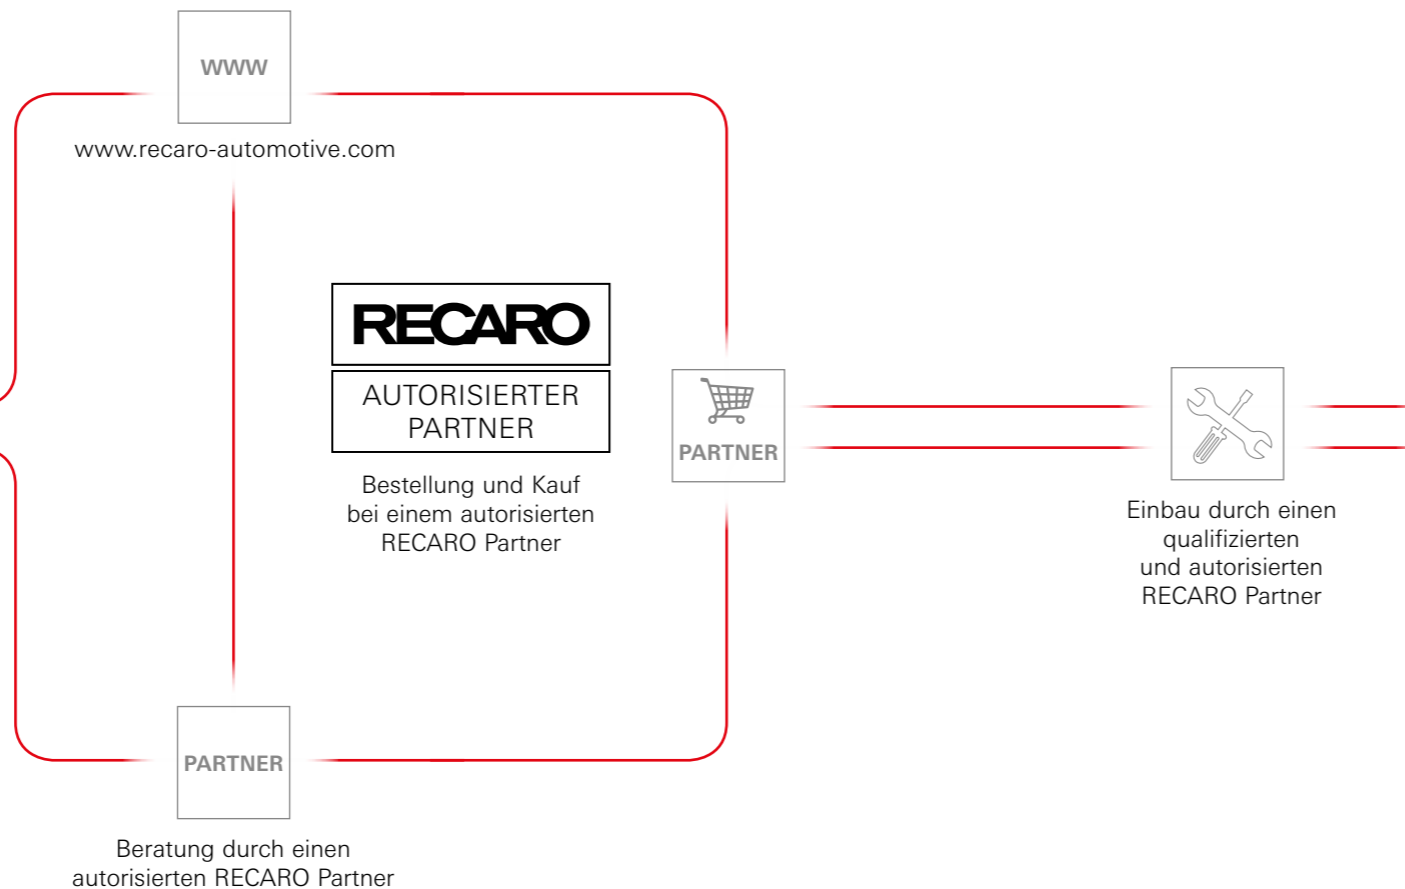 WWW
www.recaro-automotive.com
RECARO
AUTORISIERTER
PARTNER
Bestellung und Kauf
bei einem autorisierten
RECARO Partner
PARTNER
Einbau durch einen
qualifizierten
und autorisierten
RECARO Partner
PARTNER
Beratung durch einen
autorisierten RECARO Partner